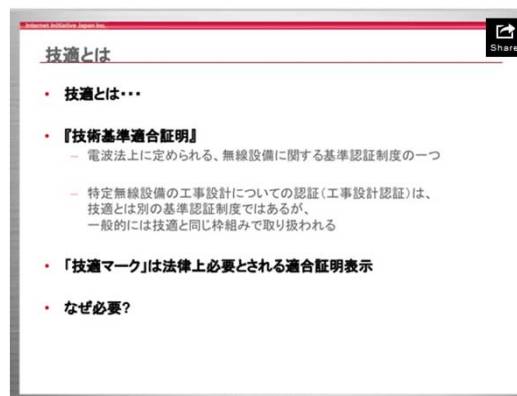 Internet Initiative Japan Inc.
Share
技適とは
・ 技適とは・・・
・ 『技術基準適合証明』
– 電波法上に定められる、無線設備に関する基準認証制度の一つ
– 特定無線設備の工事設計についての認証（工事設計認証）は、
技適とは別の基準認証制度ではあるが、
一般的には技適と同じ枠組みで取り扱われる
・ 「技適マーク」は法律上必要とされる適合証明表示
・ なぜ必要?